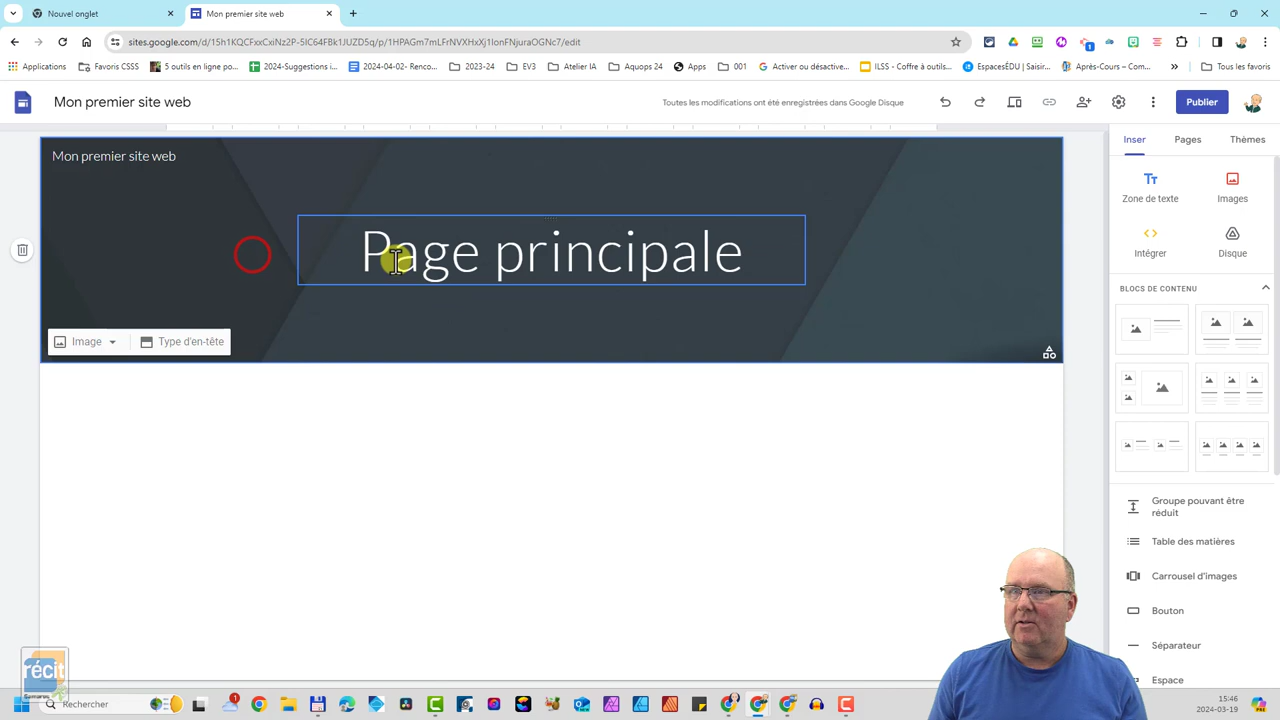 Nouvel onglet
Mon premier site web
sites.google.com/d/15h1KQCFxxCxiNz2P-5IC64FBk1JUZD5q/p/1HPAGm7mLFrNVXHxXj1lonFNjuraOGNc7/edit
Applications
Favoris CSSS
5 outils en ligne po...
2024-Suggestions i...
2024-04-02- Renco...
2023-24
EV3
Atelier IA
Aquops 24
Apps
001
Activer ou désactive...
ILSS - Coffre à outils...
EspacesÉDU | Saisir...
Après-Cours – Com...
Tous les favoris
Mon premier site web
Toutes les modifications ont été enregistrées dans Google Disque
Publier
Mon premier site web
Page principale
Image
Type d'en-tête
Inser
Pages
Thèmes
Zone de texte
Images
Intégrer
Disque
BLOCS DE CONTENU
Groupe pouvant être
réduit
Table des matières
Carrousel d'images
Bouton
Séparateur
Espace
récit
Rechercher
15:46
2024-03-19